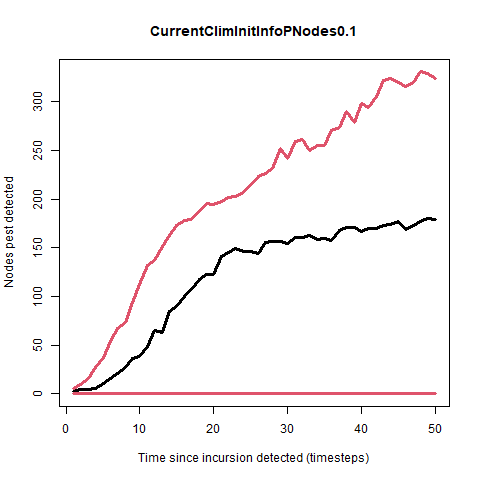 CurrentClimInitInfoPNodes0.1
Nodes pest detected
300
250
200
150
100
50
0
0 10 20 30 40 50
Time since incursion detected (timesteps)